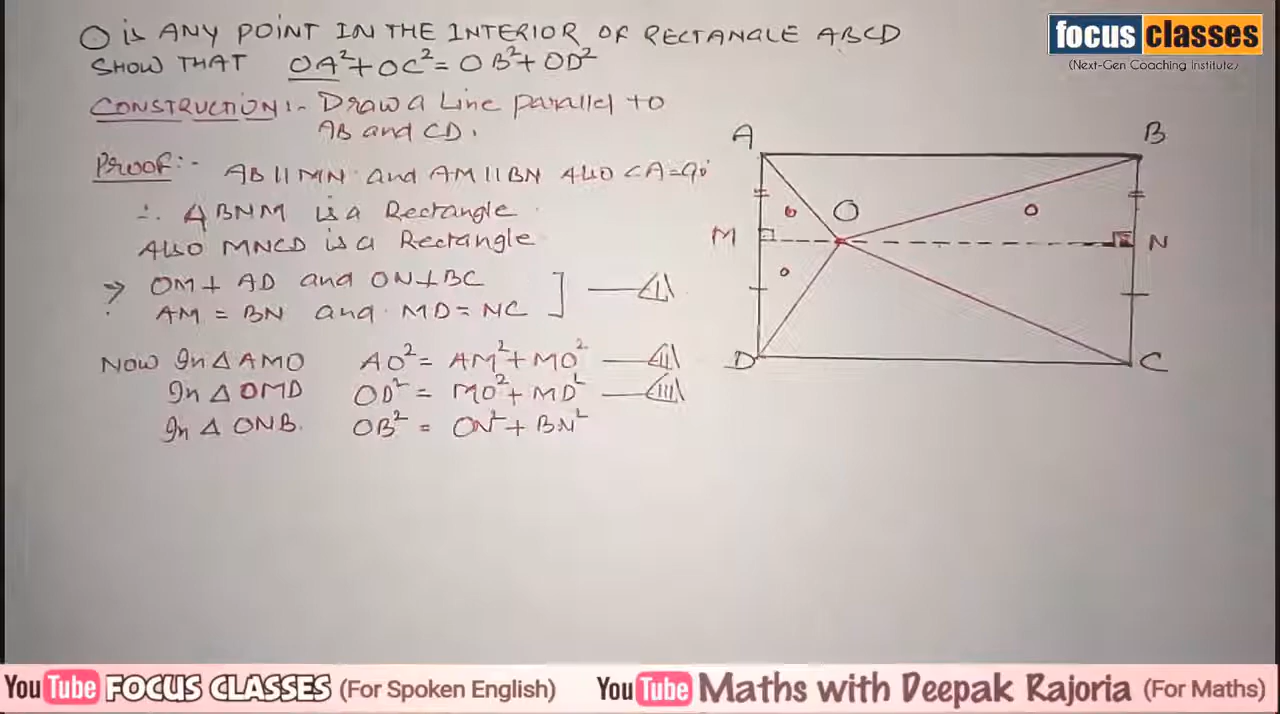 O is ANY POINT IN THE INTERIOR OF RECTANGLE ABCD
SHOW THAT OA²+OC²=OB²+OD²
CONSTRUCTION:- Draw a Line parallel to
AB and CD.
Proof:- AB || MN and AM || BN ALSO <A=90°
∴ ABNM is a Rectangle.
ALSO MNCD is a Rectangle
⇒ OM ⊥ AD and ON ⊥ BC
AM = BN and MD = NC ] — (I)
NOW In Δ AMO AO² = AM²+MO² — (II)
In Δ OMD OD² = MO²+MD² — (III)
In Δ ONB. OB² = ON²+BN²
A B
O
M N
D C
focus classes
(Next-Gen Coaching Institute)
YouTube FOCUS CLASSES (For Spoken English) YouTube Maths with Deepak Rajoria (For Maths)